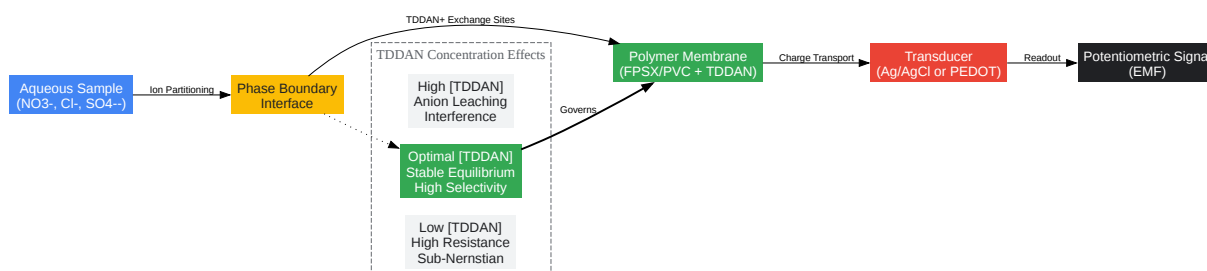 TDDAN+ Exchange Sites
TDDAN Concentration Effects
Aqueous Sample
(NO3-, Cl-, SO4--)
Ion Partitioning
Phase Boundary
Interface
High [TDDAN]
Anion Leaching
Interference
Optimal [TDDAN]
Stable Equilibrium
High Selectivity
Low [TDDAN]
High Resistance
Sub-Nernstian
Governs
Polymer Membrane
(FPSX/PVC + TDDAN)
Charge Transport
Transducer
(Ag/AgCl or PEDOT)
Readout
Potentiometric Signa
(EMF)